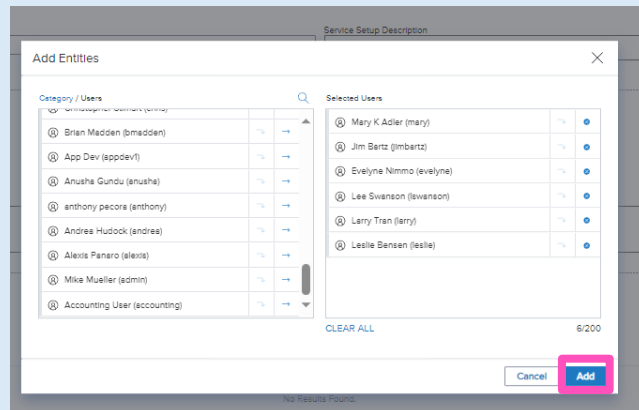 Service Setup Description
Add Entities
Category / Users
Selected Users
Brian Madden (bmadden)
App Dev (appdev1)
Anusha Gundu (anusha)
anthony pecora (anthony)
Andrea Hudock (andrea)
Alexis Panaro (alexis)
Mike Mueller (admin)
Accounting User (accounting)
Mary K Adler (mary)
Jim Bartz (jimbartz)
Evelyne Nimmo (evelyne)
Lee Swanson (lswanson)
Larry Tran (larry)
Leslie Bensen (leslie)
CLEAR ALL
6/200
Cancel
Add
No Results Found.